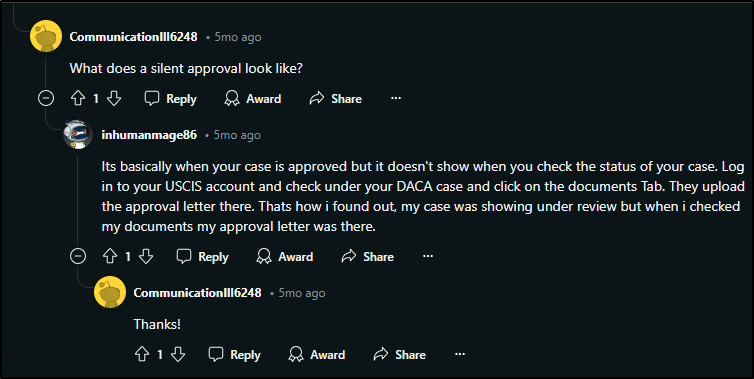 CommunicationIll6248 • 5mo ago
What does a silent approval look like?
1 Reply Award Share ...
inhumanmage86 • 5mo ago
Its basically when your case is approved but it doesn't show when you check the status of your case. Log
in to your USCIS account and check under your DACA case and click on the documents Tab. They upload
the approval letter there. Thats how i found out, my case was showing under review but when i checked
my documents my approval letter was there.
1 Reply Award Share ...
CommunicationIll6248 • 5mo ago
Thanks!
1 Reply Award Share ...